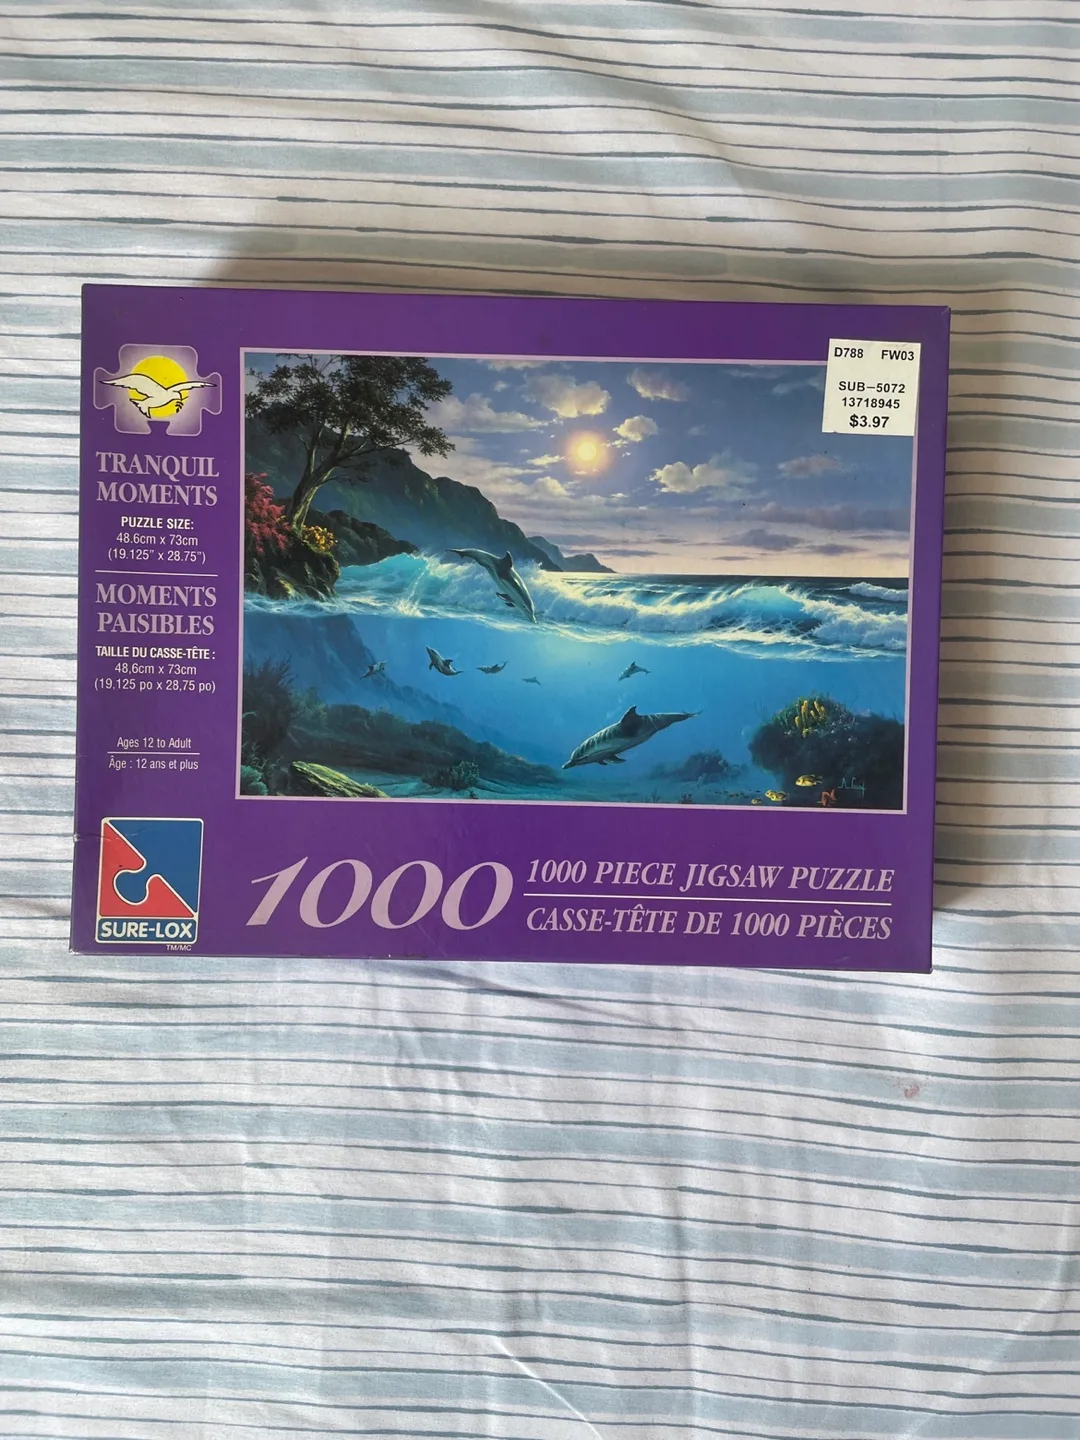 D788 FW03
SUB-5072
13718945
$3.97
TRANQUIL
MOMENTS
PUZZLE SIZE:
48.6cm x 73cm
(19.125" x 28.75")
MOMENTS
PAISIBLES
TAILLE DU CASSE-TÊTE :
48,6cm x 73cm
(19,125 po x 28,75 po)
Ages 12 to Adult
Âge : 12 ans et plus
SURE-LOX
TM/MC
1000
1000 PIECE JIGSAW PUZZLE
CASSE-TÊTE DE 1000 PIÈCES